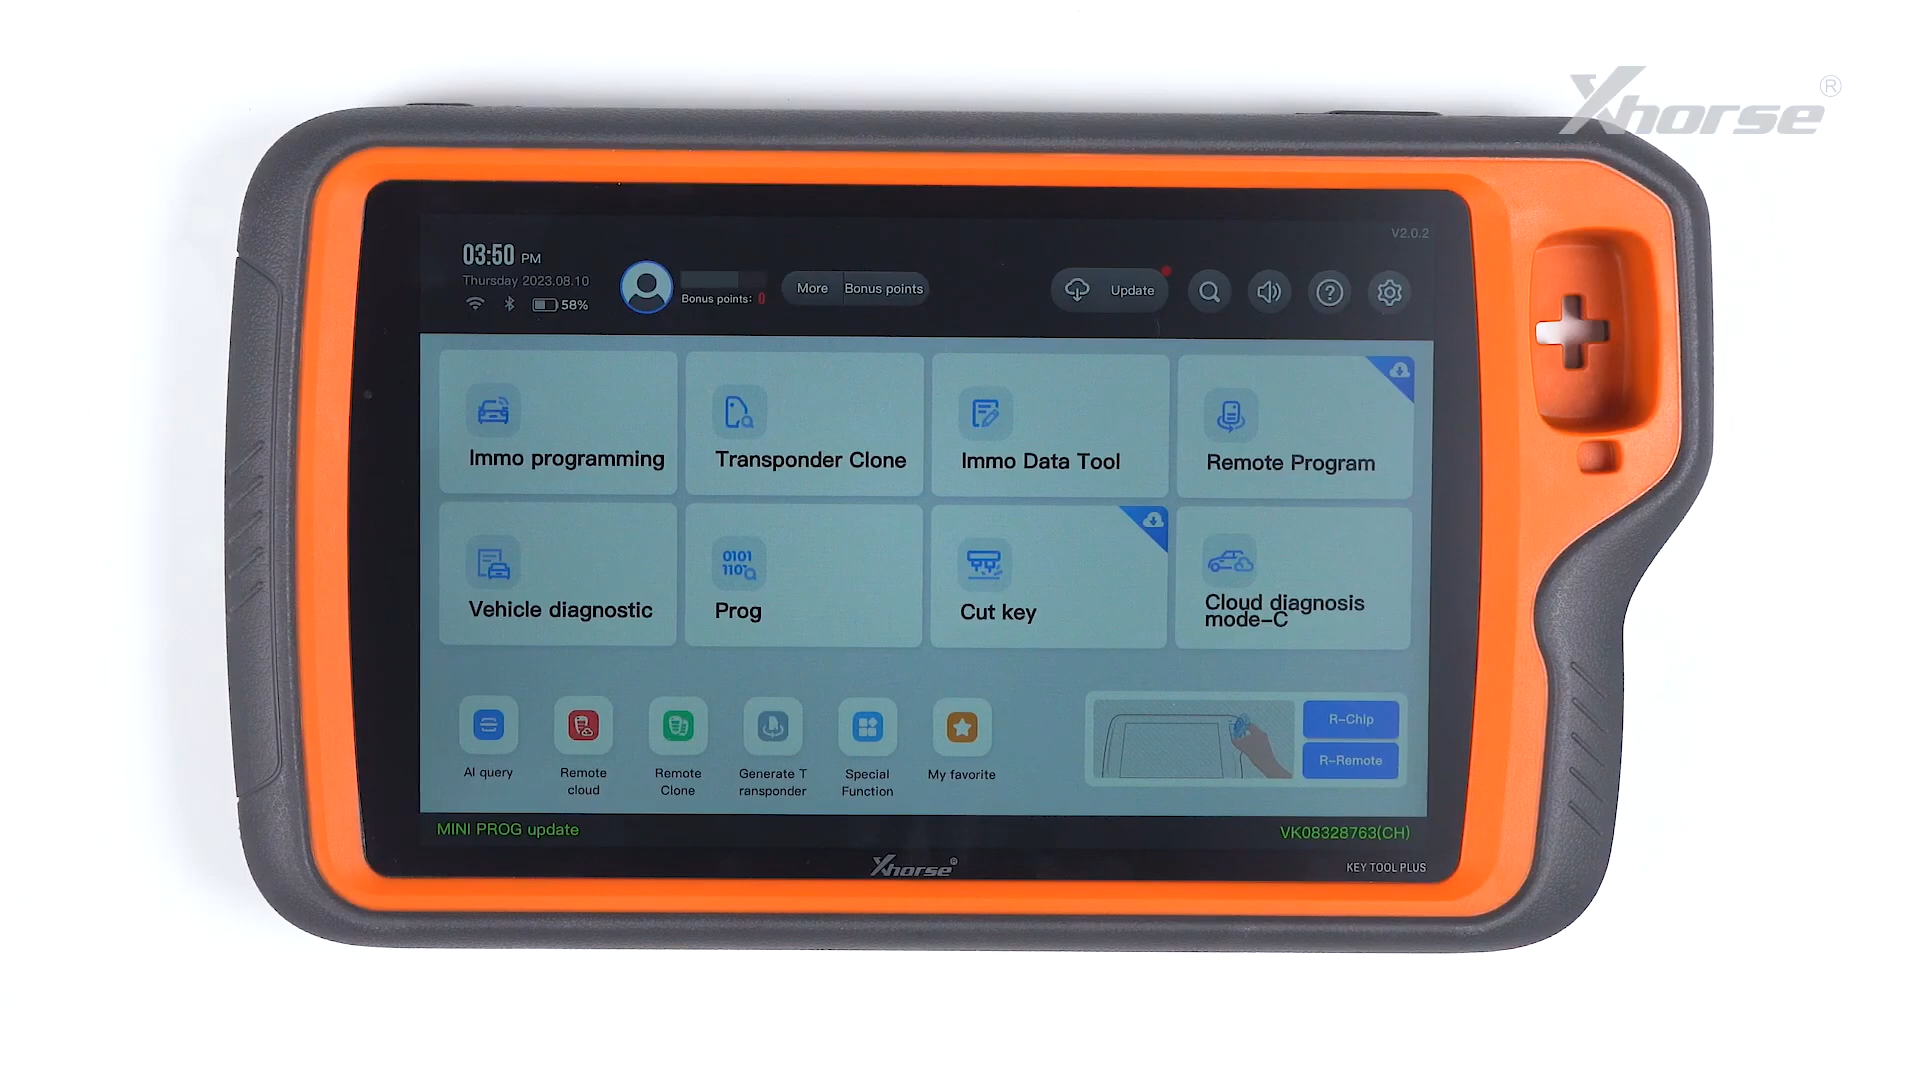 Xhorse®
V2.0.2
03:50 PM
Thursday 2023.08.10
58%
Bonus points: 0
More
Bonus points
Update
Immo programming
Transponder Clone
Immo Data Tool
Remote Program
Vehicle diagnostic
0101
110
Prog
Cut key
Cloud diagnosis
mode-C
R-Chip
R-Remote
AI query
Remote
cloud
Remote
Clone
Generate T
ransponder
Special
Function
My favorite
MINI PROG update
VK08328763(CH)
Xhorse®
KEY TOOL PLUS